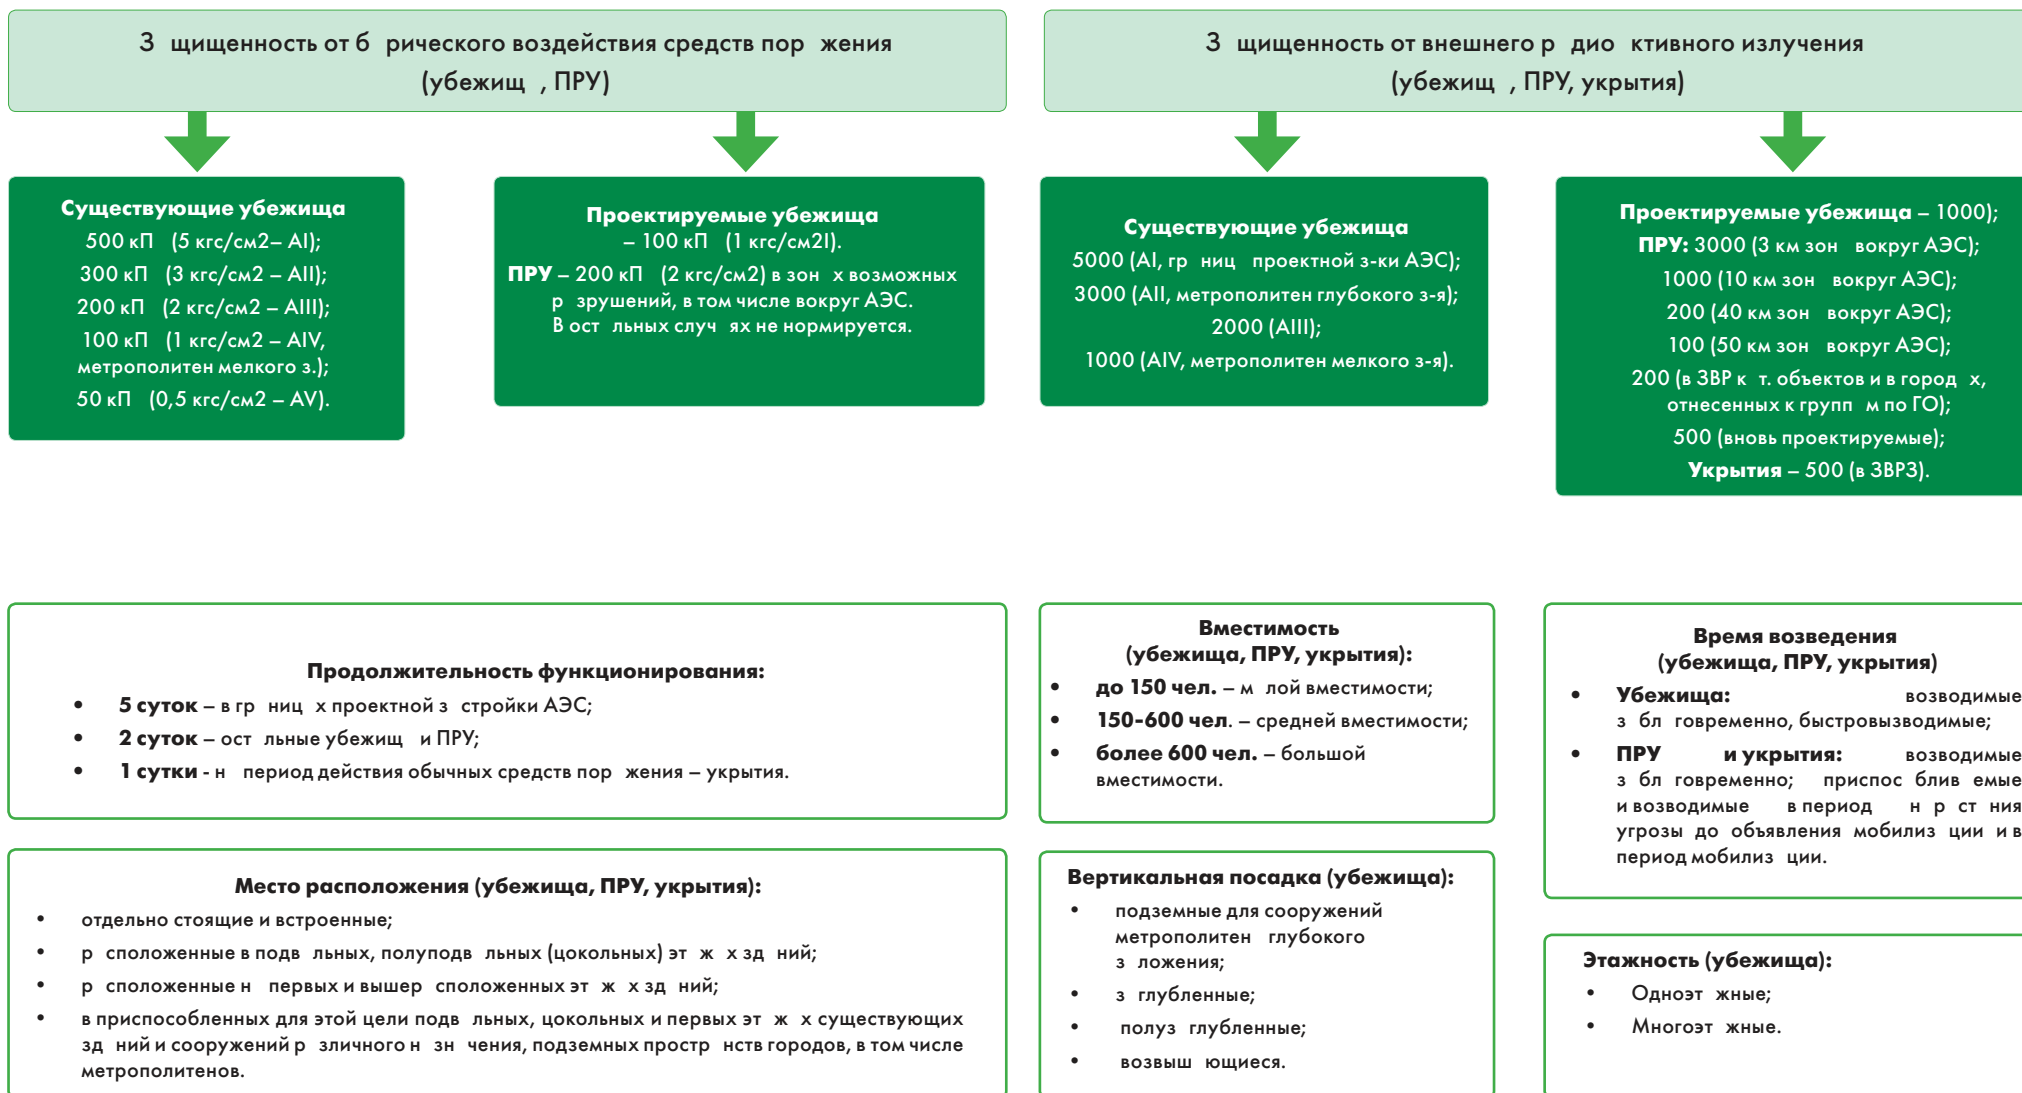 З щищенность от б рического воздействия средств пор жения
(убежищ , ПРУ)
З щищенность от внешнего р дио ктивного излучения
(убежищ , ПРУ, укрытия)
Существующие убежища
500 кП (5 кгс/см2– AI);
300 кП (3 кгс/см2 – AII);
200 кП (2 кгс/см2 – AIII);
100 кП (1 кгс/см2 – AIV,
метрополитен мелкого з.);
50 кП (0,5 кгс/см2 – AV).
Проектируемые убежища
– 100 кП (1 кгс/см2I).
ПРУ – 200 кП (2 кгс/см2) в зон х возможных
р зрушений, в том числе вокруг АЭС.
В ост льных случ ях не нормируется.
Существующие убежища
5000 (AI, гр ниц проектной з-ки АЭС);
3000 (AII, метрополитен глубокого з-я);
2000 (AIII);
1000 (AIV, метрополитен мелкого з-я).
Проектируемые убежища – 1000);
ПРУ: 3000 (3 км зон вокруг АЭС);
1000 (10 км зон вокруг АЭС);
200 (40 км зон вокруг АЭС);
100 (50 км зон вокруг АЭС);
200 (в ЗВР к т. объектов и в город х,
отнесенных к групп м по ГО);
500 (вновь проектируемые);
Укрытия – 500 (в ЗВРЗ).
Продолжительность функционирования:
• 5 суток – в гр ниц х проектной з стройки АЭС;
• 2 суток – ост льные убежищ и ПРУ;
• 1 сутки - н период действия обычных средств пор жения – укрытия.
Вместимость
(убежища, ПРУ, укрытия):
• до 150 чел. – м лой вместимости;
• 150-600 чел. – средней вместимости;
• более 600 чел. – большой
вместимости.
Время возведения
(убежища, ПРУ, укрытия)
• Убежища: возводимые
з бл говременно, быстровызводимые;
• ПРУ и укрытия: возводимые
з бл говременно; приспос блив емые
и возводимые в период н р ст ния
угрозы до объявления мобилиз ции и в
период мобилиз ции.
Место расположения (убежища, ПРУ, укрытия):
• отдельно стоящие и встроенные;
• р сположенные в подв льных, полуподв льных (цокольных) эт ж х зд ний;
• р сположенные н первых и вышер сположенных эт ж х зд ний;
• в приспособленных для этой цели подв льных, цокольных и первых эт ж х существующих
зд ний и сооружений р зличного н зн чения, подземных простр нств городов, в том числе
метрополитенов.
Вертикальная посадка (убежища):
• подземные для сооружений
метрополитен глубокого
з ложения;
• з глубленные;
• полуз глубленные;
• возвыш ющиеся.
Этажность (убежища):
• Одноэт жные;
• Многоэт жные.